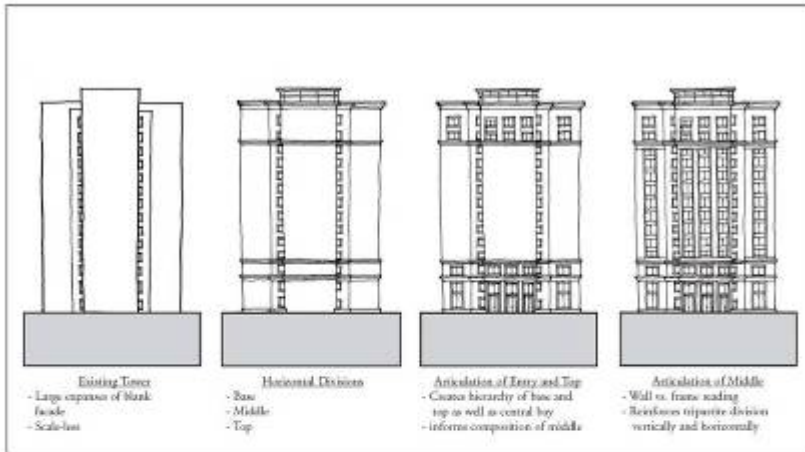 Existing Tower
- Large expanses of blank
facade
- Scale-less
Horizontal Divisions
- Base
- Middle
- Top
Articulation of Entry and Top
- Creates hierarchy of base and
top as well as central bay
- informs composition of middle
Articulation of Middle
- Wall vs. frame reading
- Reinforces tripartite division
vertically and horizontally